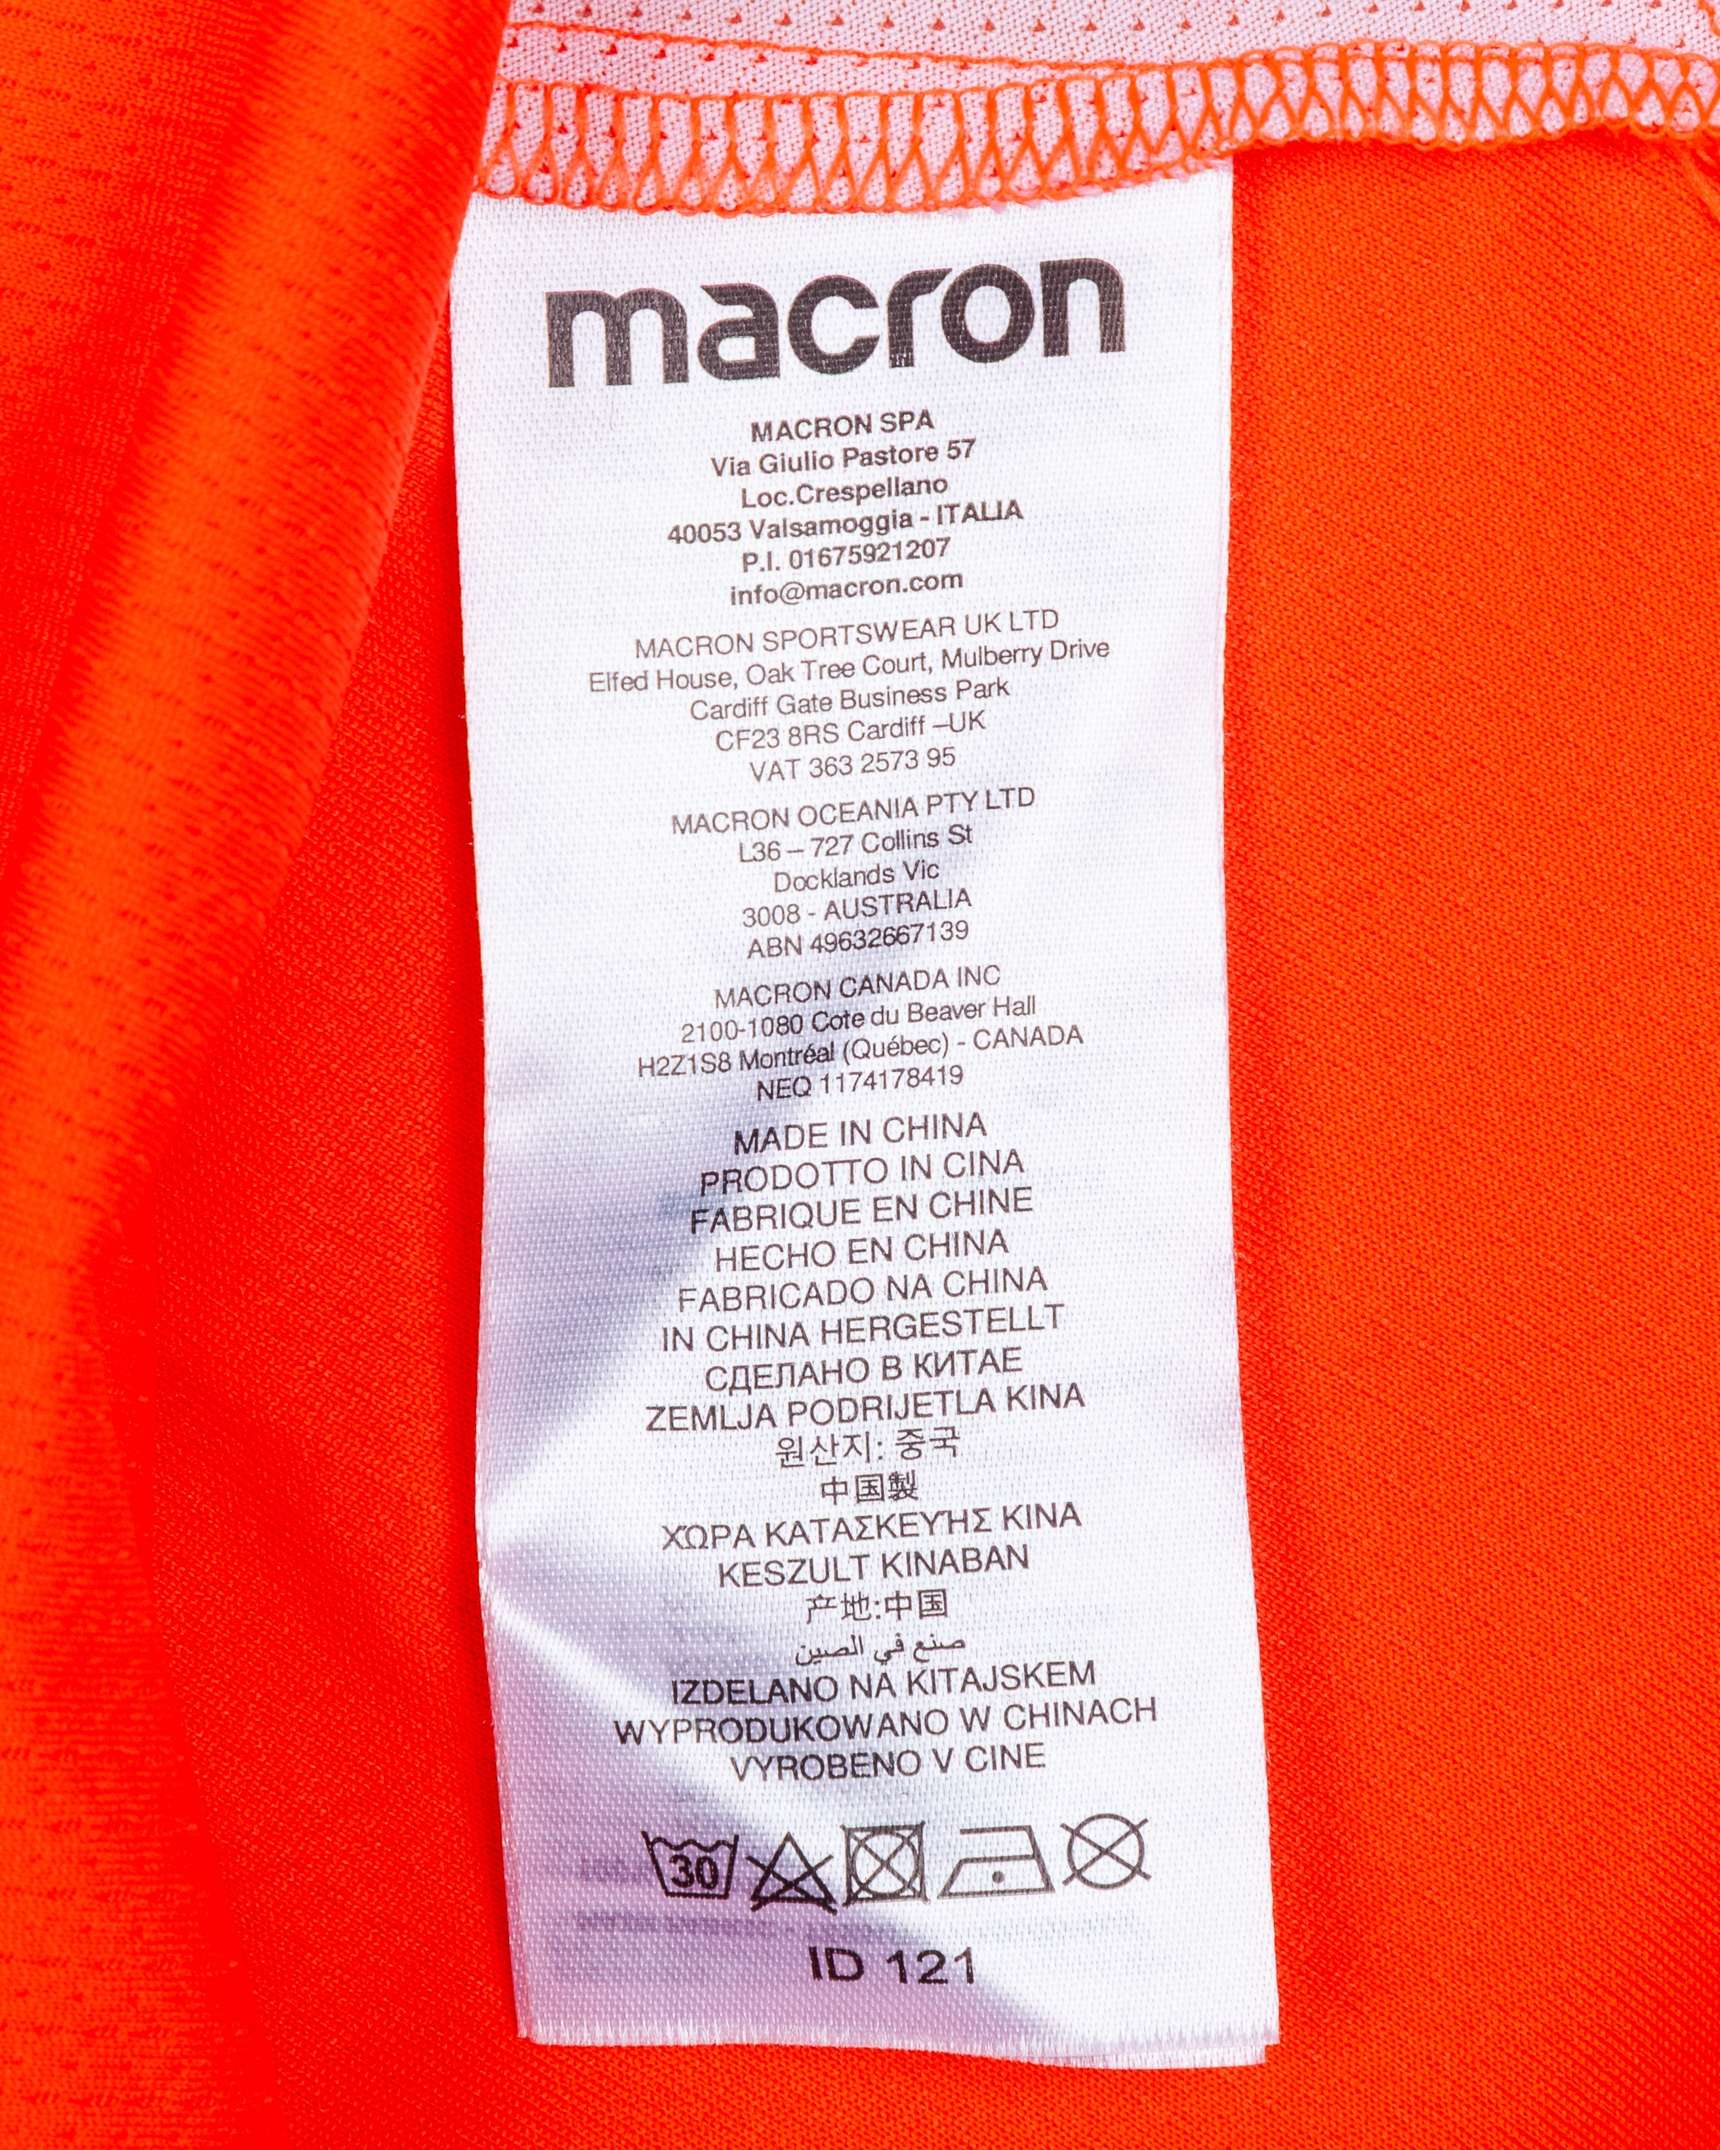 macron
MACRON SPA
Via Giulio Pastore 57
Loc.Crespellano
40053 Valsamoggia - ITALIA
P.I. 01675921207
info@macron.com
MACRON SPORTSWEAR UK LTD
Elfed House, Oak Tree Court, Mulberry Drive
Cardiff Gate Business Park
CF23 8RS Cardiff –UK
VAT 363 2573 95
MACRON OCEANIA PTY LTD
L36 – 727 Collins St
Docklands Vic
3008 - AUSTRALIA
ABN 49632667139
MACRON CANADA INC
2100-1080 Cote du Beaver Hall
H2Z1S8 Montréal (Québec) - CANADA
NEQ 1174178419
MADE IN CHINA
PRODOTTO IN CINA
FABRIQUE EN CHINE
HECHO EN CHINA
FABRICADO NA CHINA
IN CHINA HERGESTELLT
СДЕЛАНО В КИТАЕ
ZEMLJA PODRIJETLA KINA
원산지: 중국
中国製
ΧΏΡΑ ΚΑΤΑΣΚΕΥΉΣ ΚΙΝΑ
KESZULT KINABAN
产地:中国
صنع في الصين
IZDELANO NA KITAJSKEM
WYPRODUKOWANO W CHINACH
VYROBENO V CINE
30
ID 121